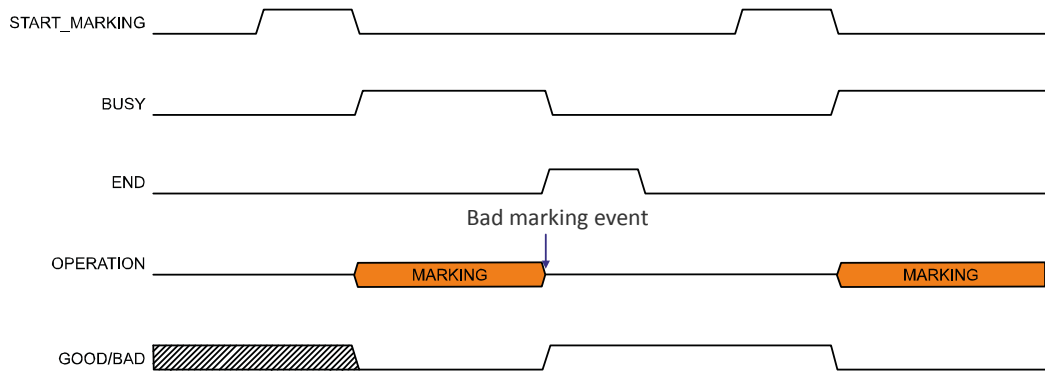 START_MARKING
BUSY
END
Bad marking event
OPERATION
MARKING
MARKING
GOOD/BAD